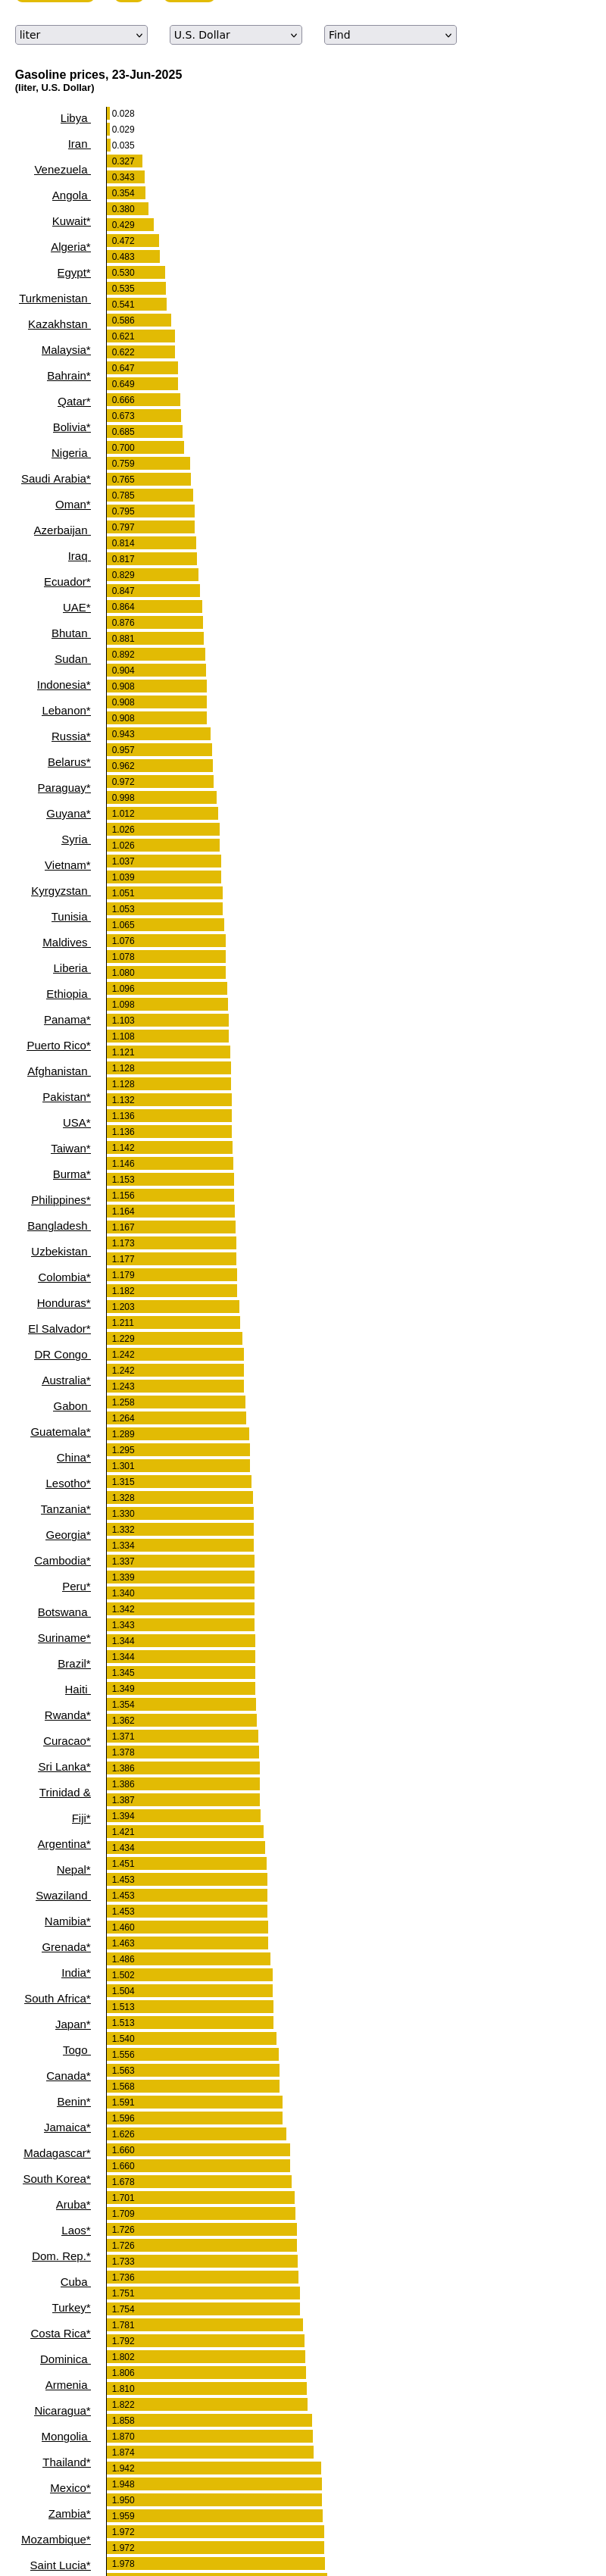 liter
U.S. Dollar
Find
Gasoline prices, 23-Jun-2025
(liter, U.S. Dollar)
Libya
Iran
Venezuela
Angola
Kuwait*
Algeria*
Egypt*
Turkmenistan
Kazakhstan
Malaysia*
Bahrain*
Qatar*
Bolivia*
Nigeria
Saudi Arabia*
Oman*
Azerbaijan
Iraq
Ecuador*
UAE*
Bhutan
Sudan
Indonesia*
Lebanon*
Russia*
Belarus*
Paraguay*
Guyana*
Syria
Vietnam*
Kyrgyzstan
Tunisia
Maldives
Liberia
Ethiopia
Panama*
Puerto Rico*
Afghanistan
Pakistan*
USA*
Taiwan*
Burma*
Philippines*
Bangladesh
Uzbekistan
Colombia*
Honduras*
El Salvador*
DR Congo
Australia*
Gabon
Guatemala*
China*
Lesotho*
Tanzania*
Georgia*
Cambodia*
Peru*
Botswana
Suriname*
Brazil*
Haiti
Rwanda*
Curacao*
Sri Lanka*
Trinidad &
Fiji*
Argentina*
Nepal*
Swaziland
Namibia*
Grenada*
India*
South Africa*
Japan*
Togo
Canada*
Benin*
Jamaica*
Madagascar*
South Korea*
Aruba*
Laos*
Dom. Rep.*
Cuba
Turkey*
Costa Rica*
Dominica
Armenia
Nicaragua*
Mongolia
Thailand*
Mexico*
Zambia*
Mozambique*
Saint Lucia*
0.028
0.029
0.035
0.327
0.343
0.354
0.380
0.429
0.472
0.483
0.530
0.535
0.541
0.586
0.621
0.622
0.647
0.649
0.666
0.673
0.685
0.700
0.759
0.765
0.785
0.795
0.797
0.814
0.817
0.829
0.847
0.864
0.876
0.881
0.892
0.904
0.908
0.908
0.908
0.943
0.957
0.962
0.972
0.998
1.012
1.026
1.026
1.037
1.039
1.051
1.053
1.065
1.076
1.078
1.080
1.096
1.098
1.103
1.108
1.121
1.128
1.128
1.132
1.136
1.136
1.142
1.146
1.153
1.156
1.164
1.167
1.173
1.177
1.179
1.182
1.203
1.211
1.229
1.242
1.242
1.243
1.258
1.264
1.289
1.295
1.301
1.315
1.328
1.330
1.332
1.334
1.337
1.339
1.340
1.342
1.343
1.344
1.344
1.345
1.349
1.354
1.362
1.371
1.378
1.386
1.386
1.387
1.394
1.421
1.434
1.451
1.453
1.453
1.453
1.460
1.463
1.486
1.502
1.504
1.513
1.513
1.540
1.556
1.563
1.568
1.591
1.596
1.626
1.660
1.660
1.678
1.701
1.709
1.726
1.726
1.733
1.736
1.751
1.754
1.781
1.792
1.802
1.806
1.810
1.822
1.858
1.870
1.874
1.942
1.948
1.950
1.959
1.972
1.972
1.978